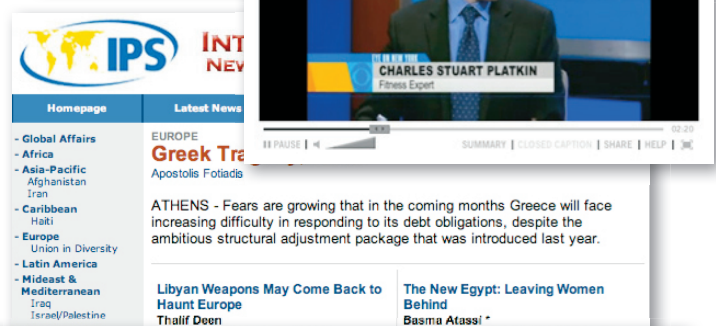 IPS
INT
NEW
Homepage
Latest News
- Global Affairs
- Africa
- Asia-Pacific
Afghanistan
Iran
- Caribbean
Haiti
- Europe
Union in Diversity
- Latin America
- Mideast &
Mediterranean
Iraq
Israel/Palestine
EUROPE
Greek
Apostolis Fotiadis
ATHENS - Fears are growing that in the coming months Greece will face
increasing difficulty in responding to its debt obligations, despite the
ambitious structural adjustment package that was introduced last year.
Libyan Weapons May Come Back to
Haunt Europe
Thalif Deen
The New Egypt: Leaving Women
Behind
Basma Atassi *
EYE ON NEW YORK
CHARLES STUART PLATKIN
Fitness Expert
02:20
PAUSE
SUMMARY | CLOSED CAPTION | SHARE | HELP